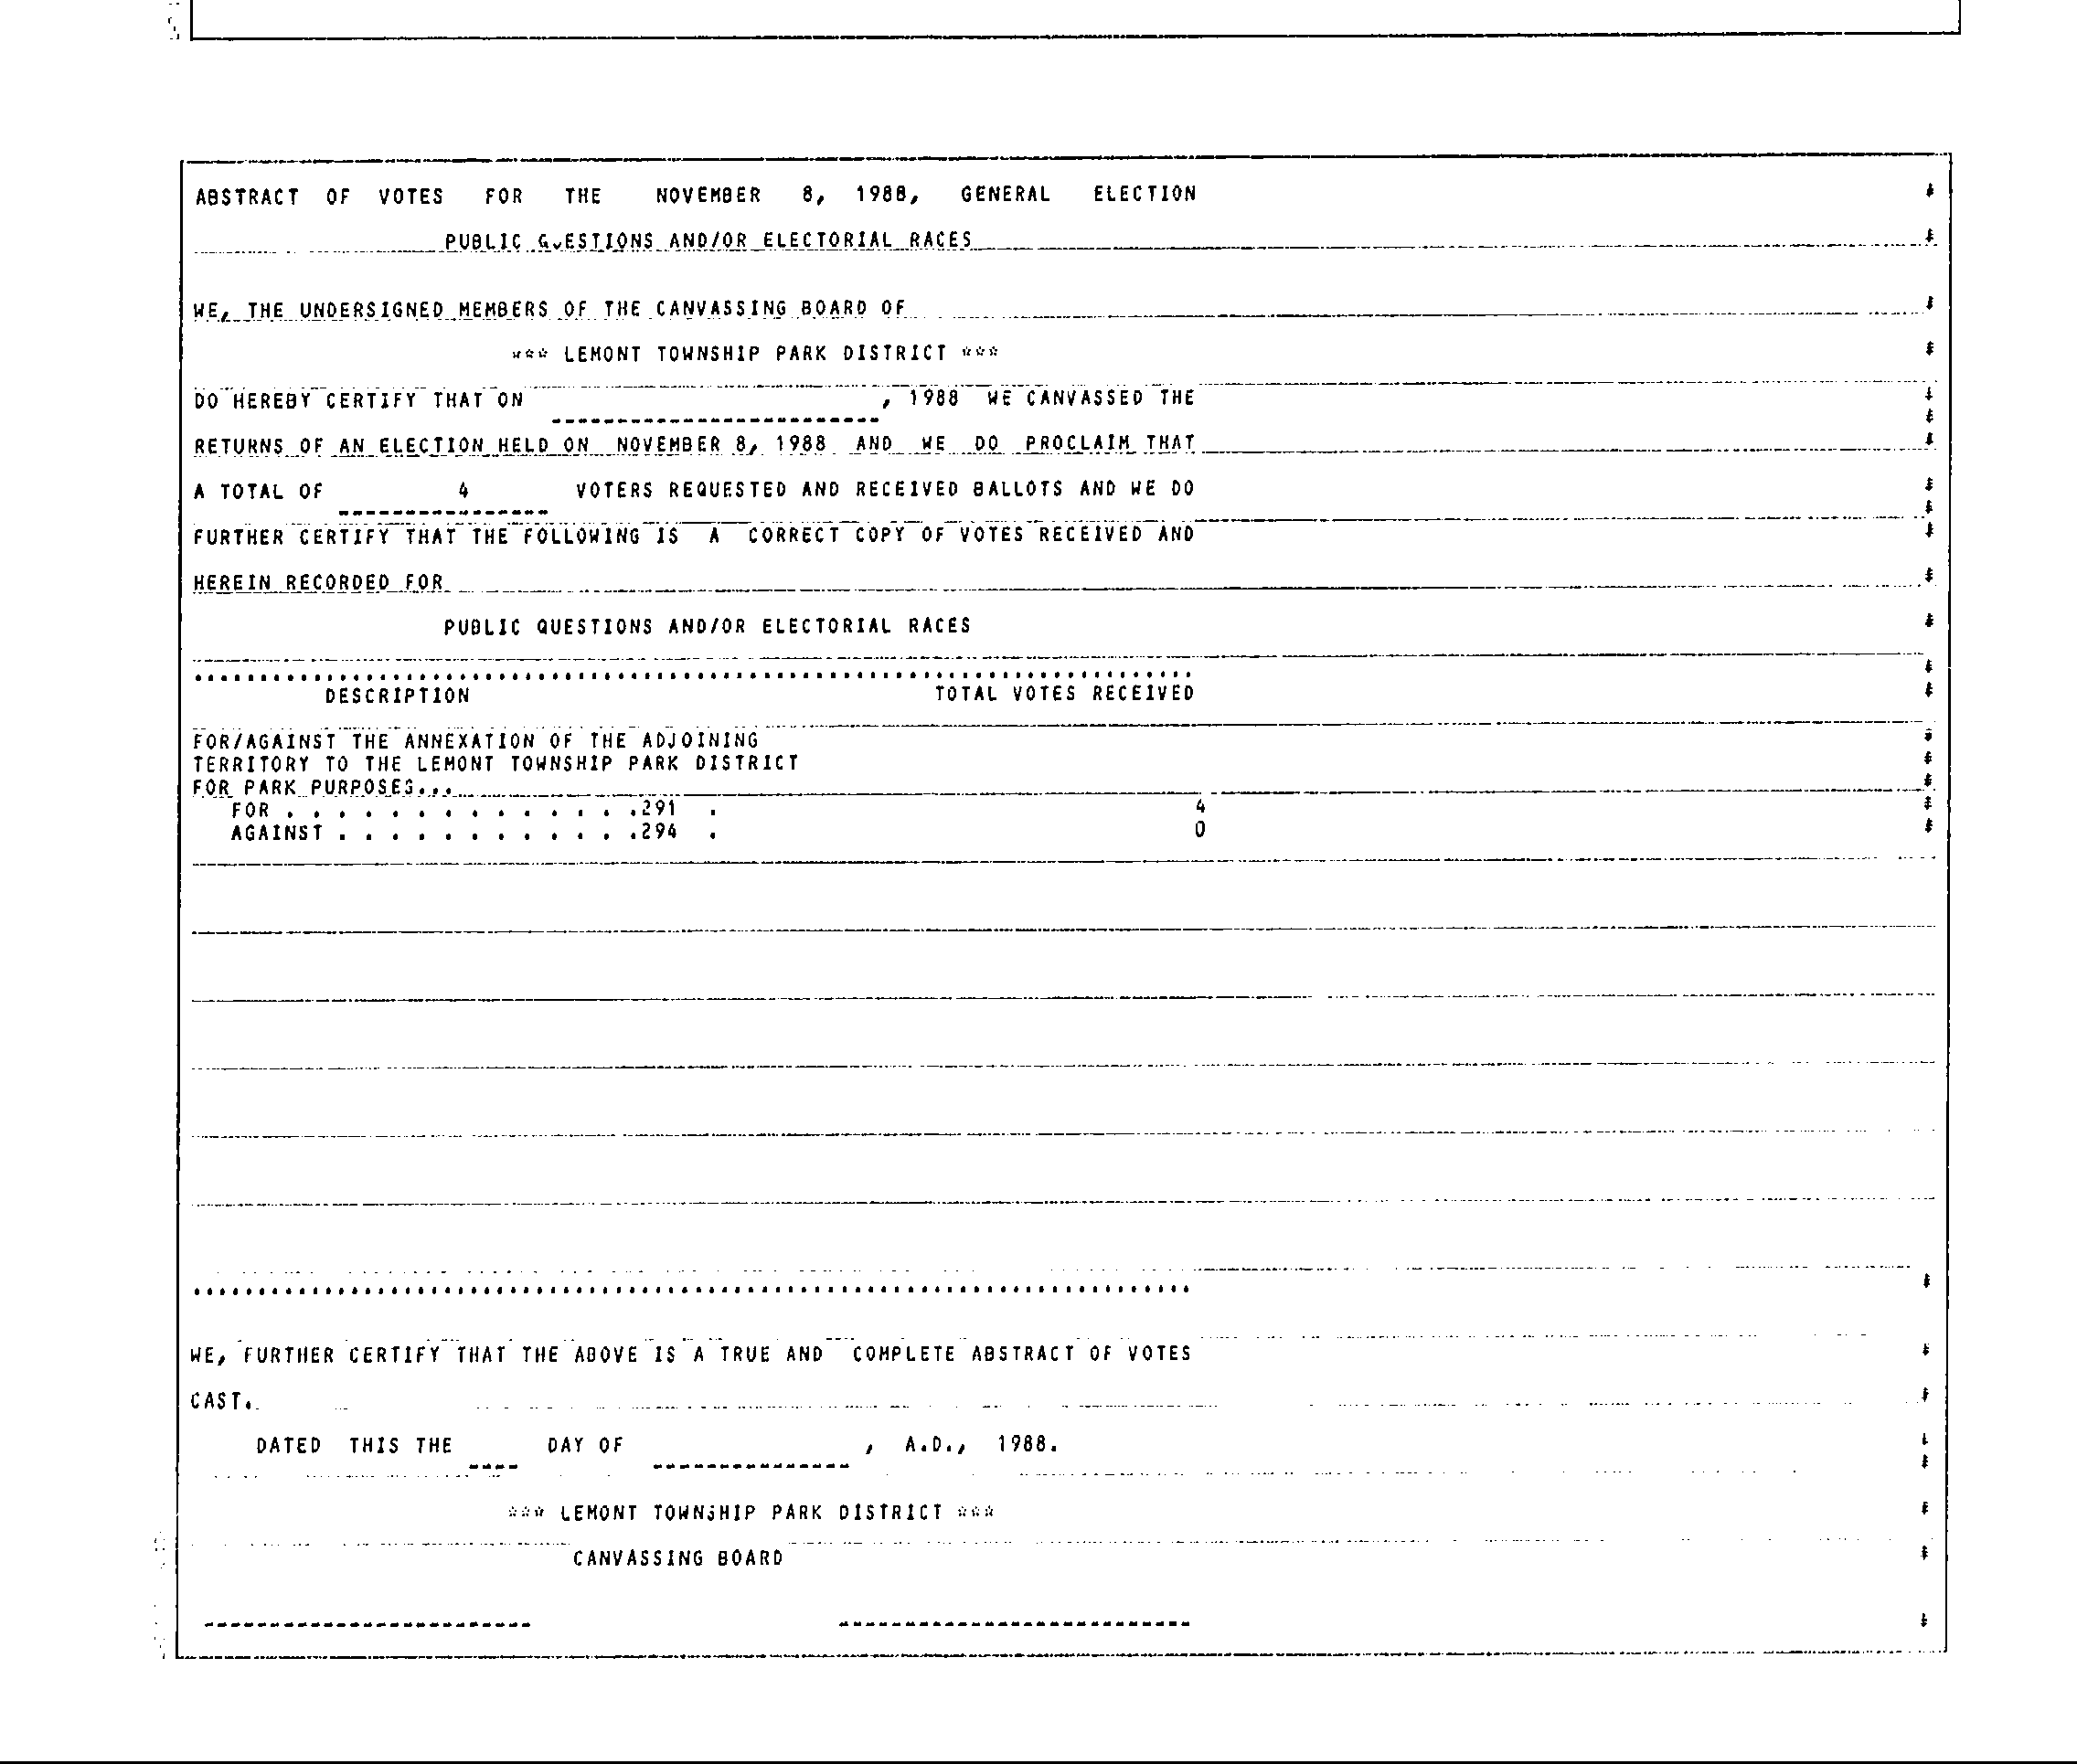 ABSTRACT OF VOTES FOR THE NOVEMBER 8, 1988, GENERAL ELECTION
PUBLIC QUESTIONS AND/OR ELECTORIAL RACES
WE, THE UNDERSIGNED MEMBERS OF THE CANVASSING BOARD OF
*** LEMONT TOWNSHIP PARK DISTRICT ***
DO HEREBY CERTIFY THAT ON , 1988 WE CANVASSED THE
RETURNS OF AN ELECTION HELD ON NOVEMBER 8, 1988 AND WE DO PROCLAIM THAT
A TOTAL OF 4 VOTERS REQUESTED AND RECEIVED BALLOTS AND WE DO
FURTHER CERTIFY THAT THE FOLLOWING IS A CORRECT COPY OF VOTES RECEIVED AND
HEREIN RECORDED FOR
PUBLIC QUESTIONS AND/OR ELECTORIAL RACES
DESCRIPTION TOTAL VOTES RECEIVED
FOR/AGAINST THE ANNEXATION OF THE ADJOINING
TERRITORY TO THE LEMONT TOWNSHIP PARK DISTRICT
FOR PARK PURPOSES...
FOR . . . . . . . . . . . . . .291 . 4
AGAINST . . . . . . . . . . . .294 . 0
WE, FURTHER CERTIFY THAT THE ABOVE IS A TRUE AND COMPLETE ABSTRACT OF VOTES
CAST.
DATED THIS THE ____ DAY OF _______________ , A.D., 1988.
*** LEMONT TOWNSHIP PARK DISTRICT ***
CANVASSING BOARD